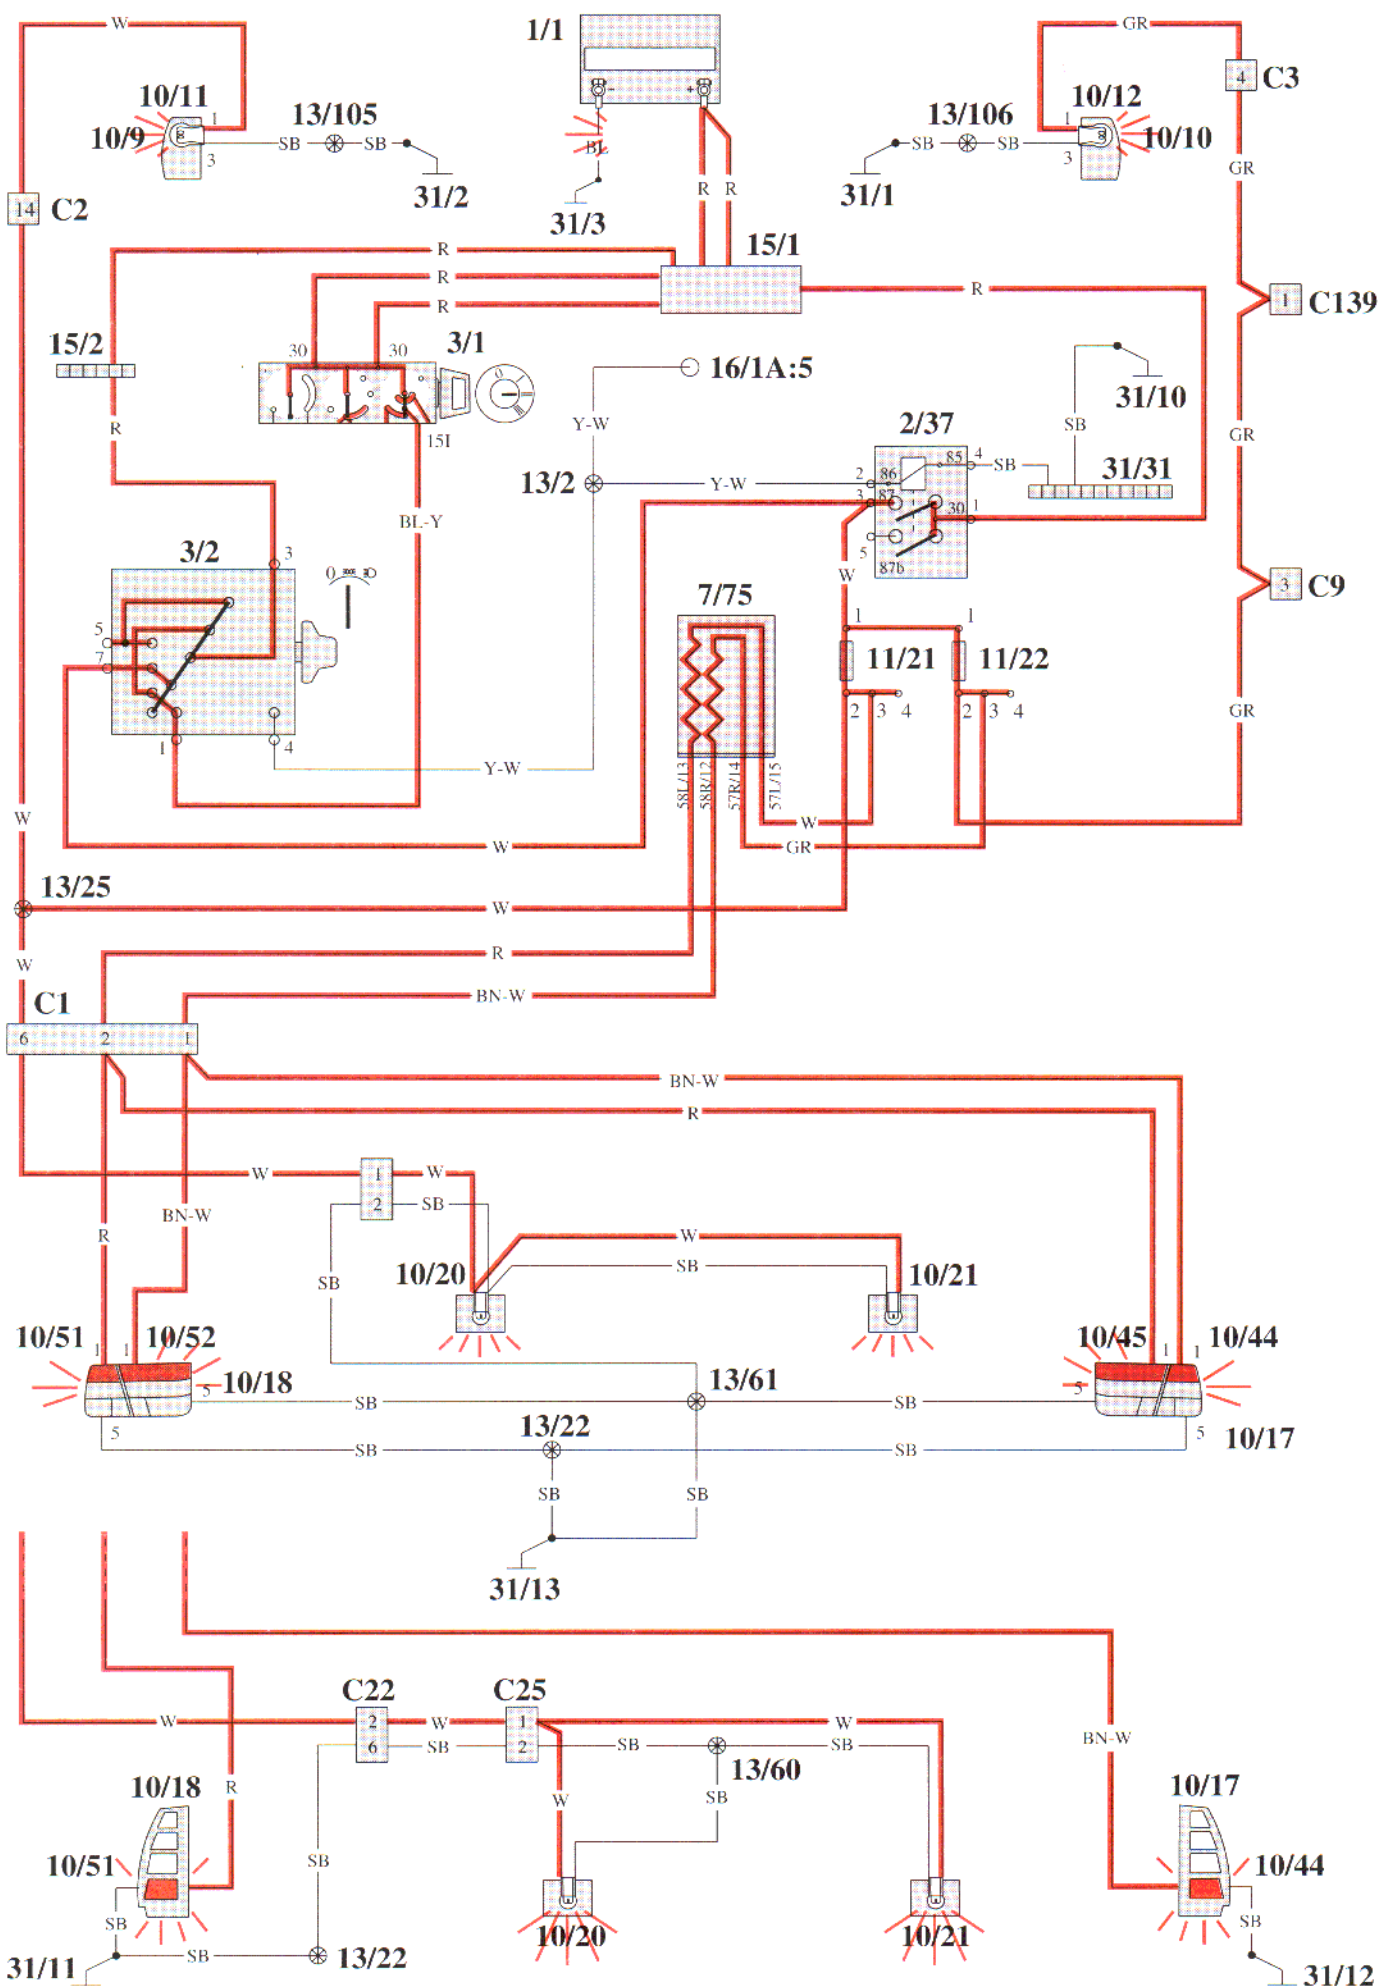 W
1/1
GR
4 C3
10/11
1
10/9
3
13/105
SB SB
31/2
- +
BL
31/3
R R
13/106
SB SB
31/1
10/12
1
3
10/10
GR
14 C2
R
15/1
R
R
R
1 C139
15/2
30 30
3/1
0
15I
16/1A:5
31/10
R
Y-W
2/37
SB
GR
13/2
Y-W
2 86 85 4
SB
31/31
3 87 30 1
5
87b
BL-Y
3/2
3
0
W
3 C9
7/75
5
7
1 1
11/21 11/22
2 3 4 2 3 4
GR
1 4
Y-W
58L/13 58R/12 57R/14 57L/15
W
W
W
GR
13/25
W
R
W
BN-W
C1
6 2 1
BN-W
R
W
1
2
W
SB
BN-W
R
W
SB
SB
10/20 10/21
10/51 1 1 10/52
5 10/18
5
10/45 1 1 10/44
5
5 10/17
13/61
SB SB
13/22
SB SB
SB SB
31/13
C22 C25
W
2
6
W
SB
1
2
W
SB SB
13/60
BN-W
10/18
R
W
SB
10/17
10/51
SB
SB
31/11
SB
13/22
10/20
10/21
10/44
SB
31/12